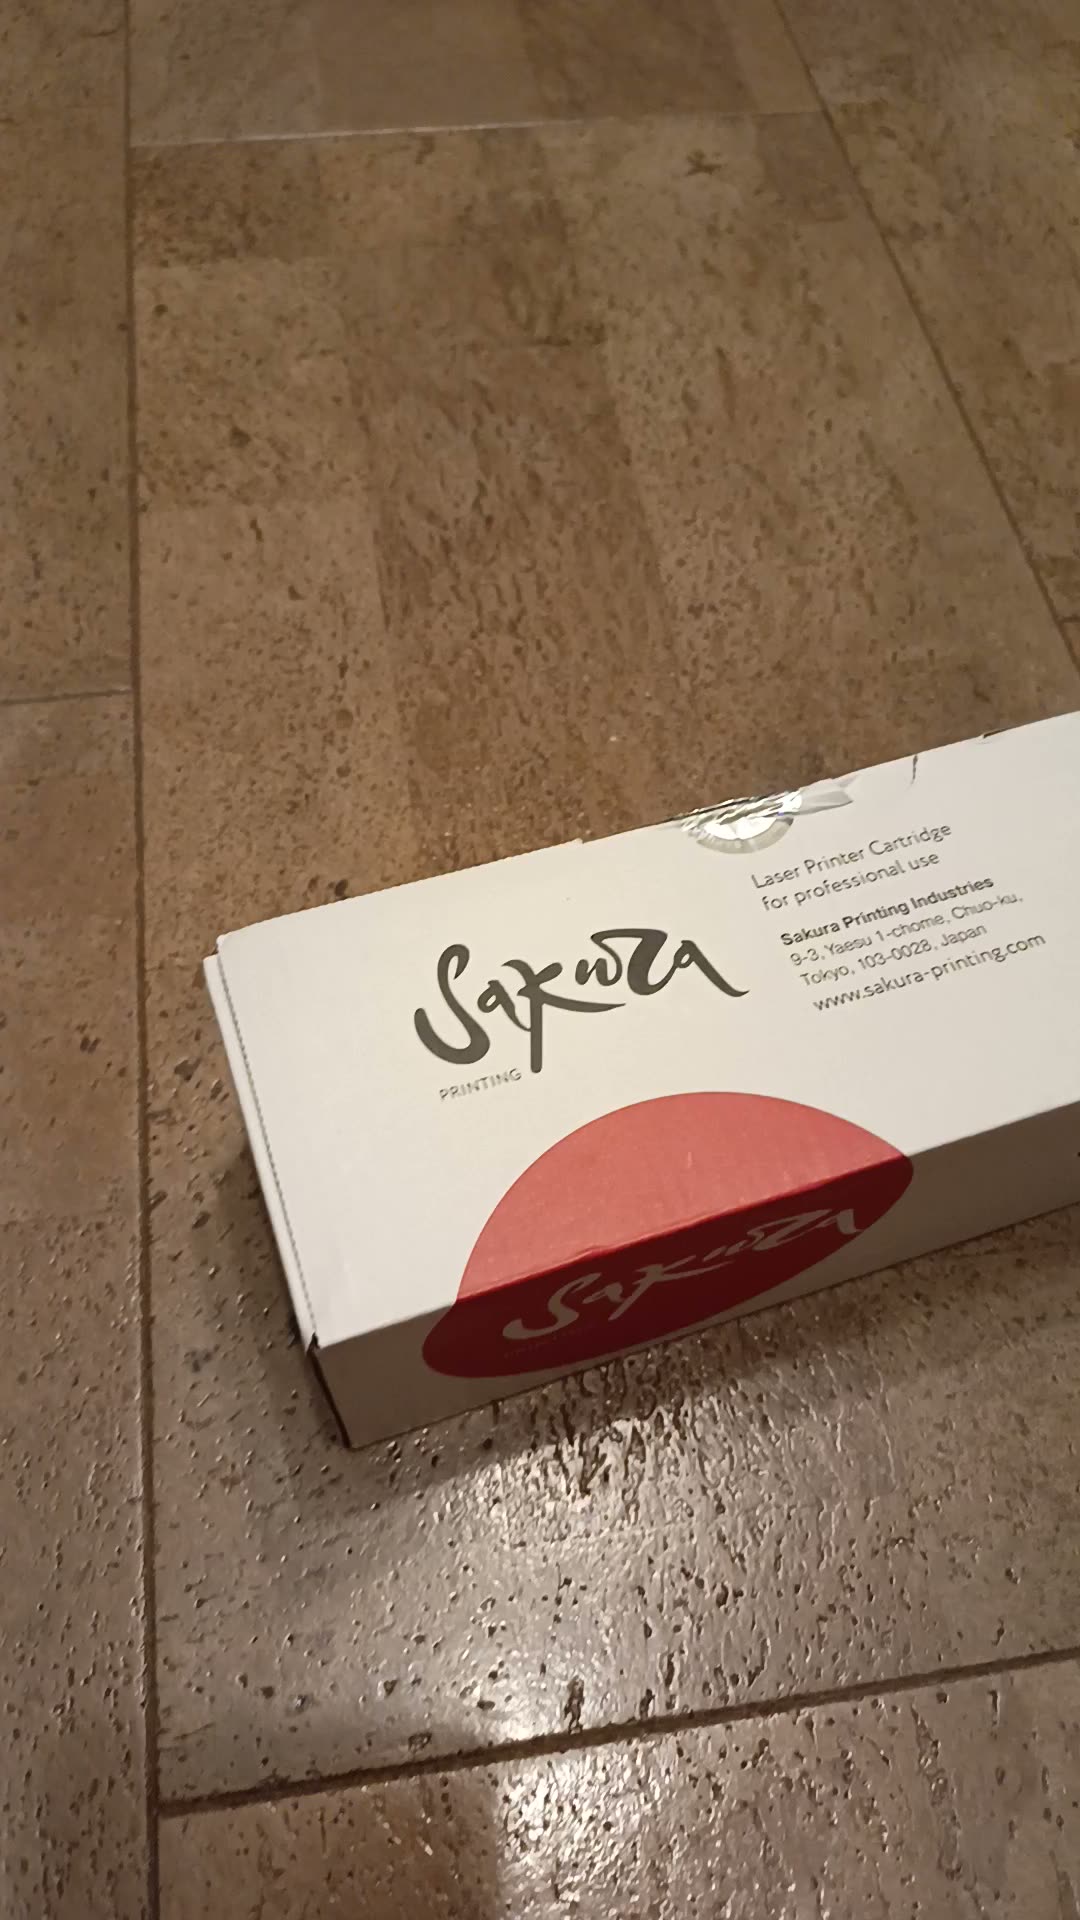 Laser Printer Cartridge
for professional use
Sakura Printing Industries
9-3, Yaesu 1-chome, Chuo-ku,
Tokyo, 103-0028, Japan
www.sakura-printing.com
Sakura
PRINTING
Sakura
PRINTING